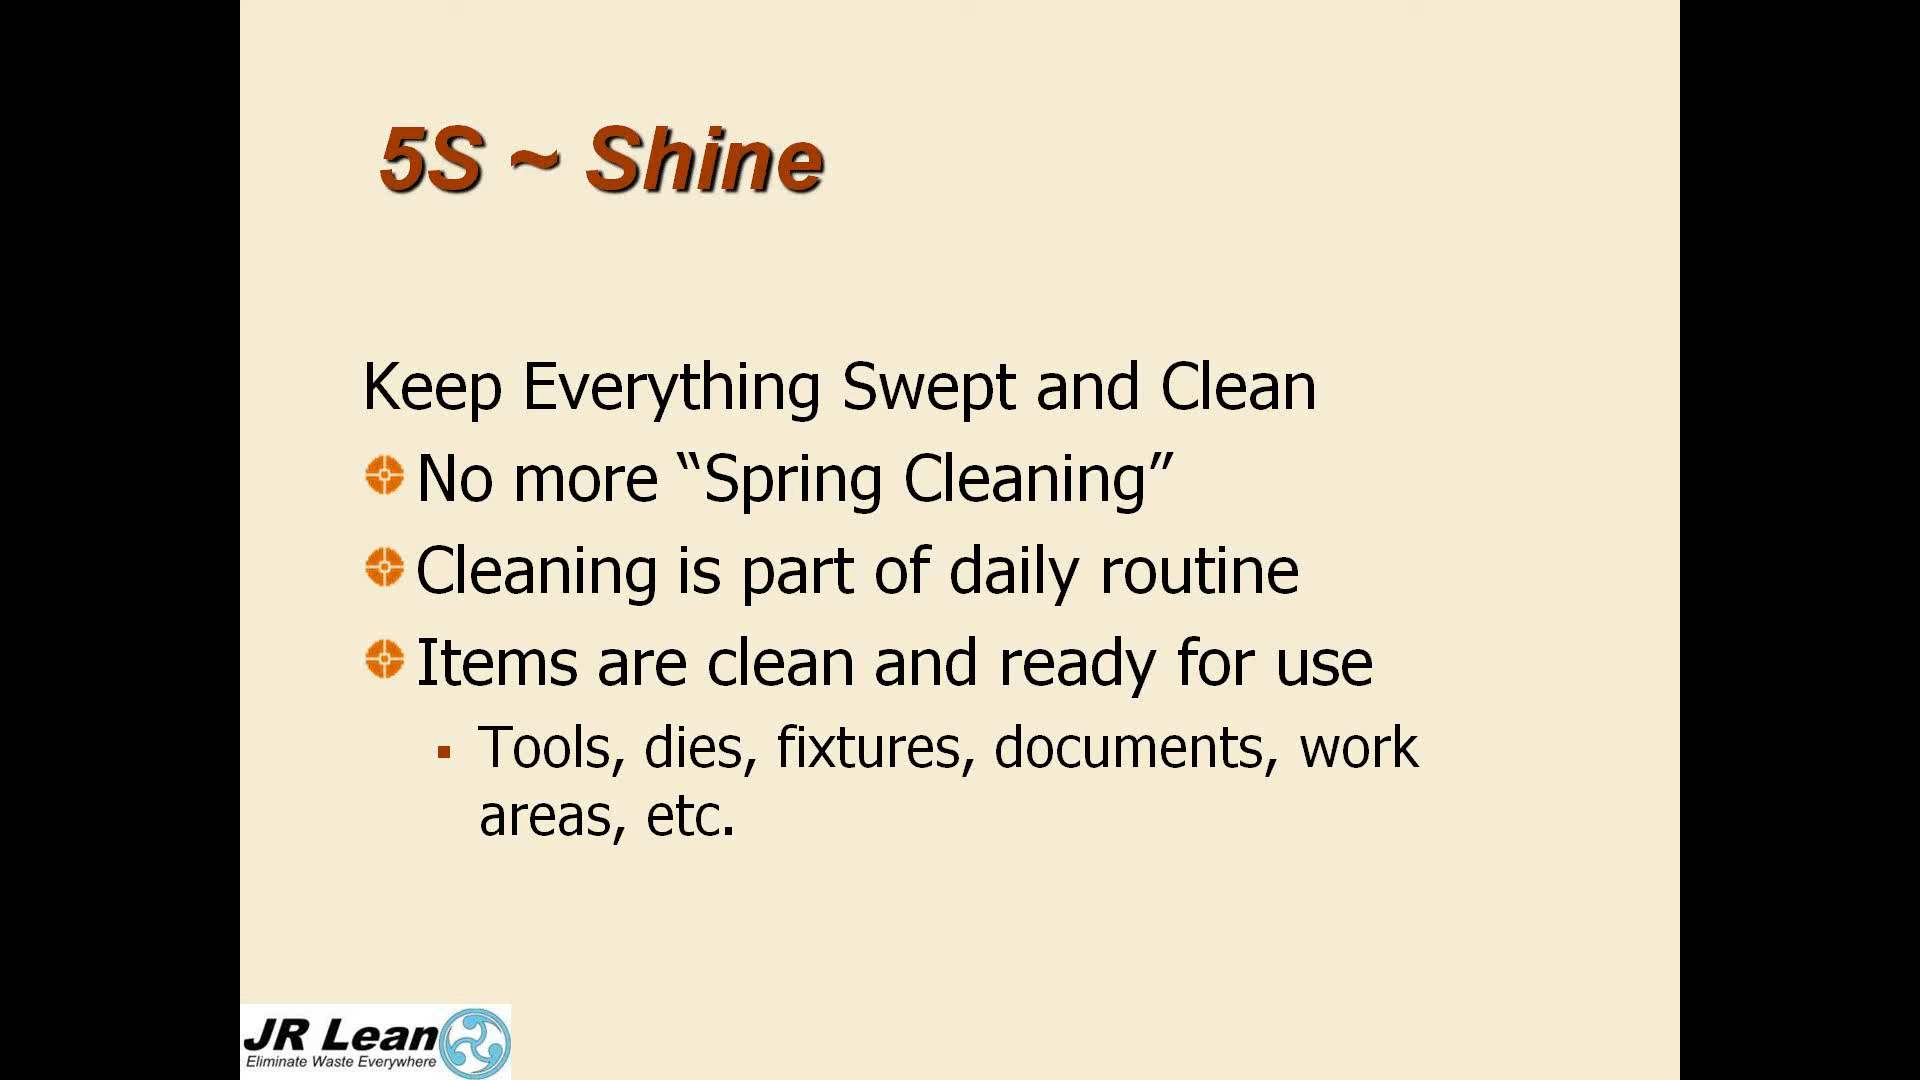 5S ~ Shine
Keep Everything Swept and Clean
No more “Spring Cleaning”
Cleaning is part of daily routine
Items are clean and ready for use
Tools, dies, fixtures, documents, work
areas, etc.
JR Lean
Eliminate Waste Everywhere